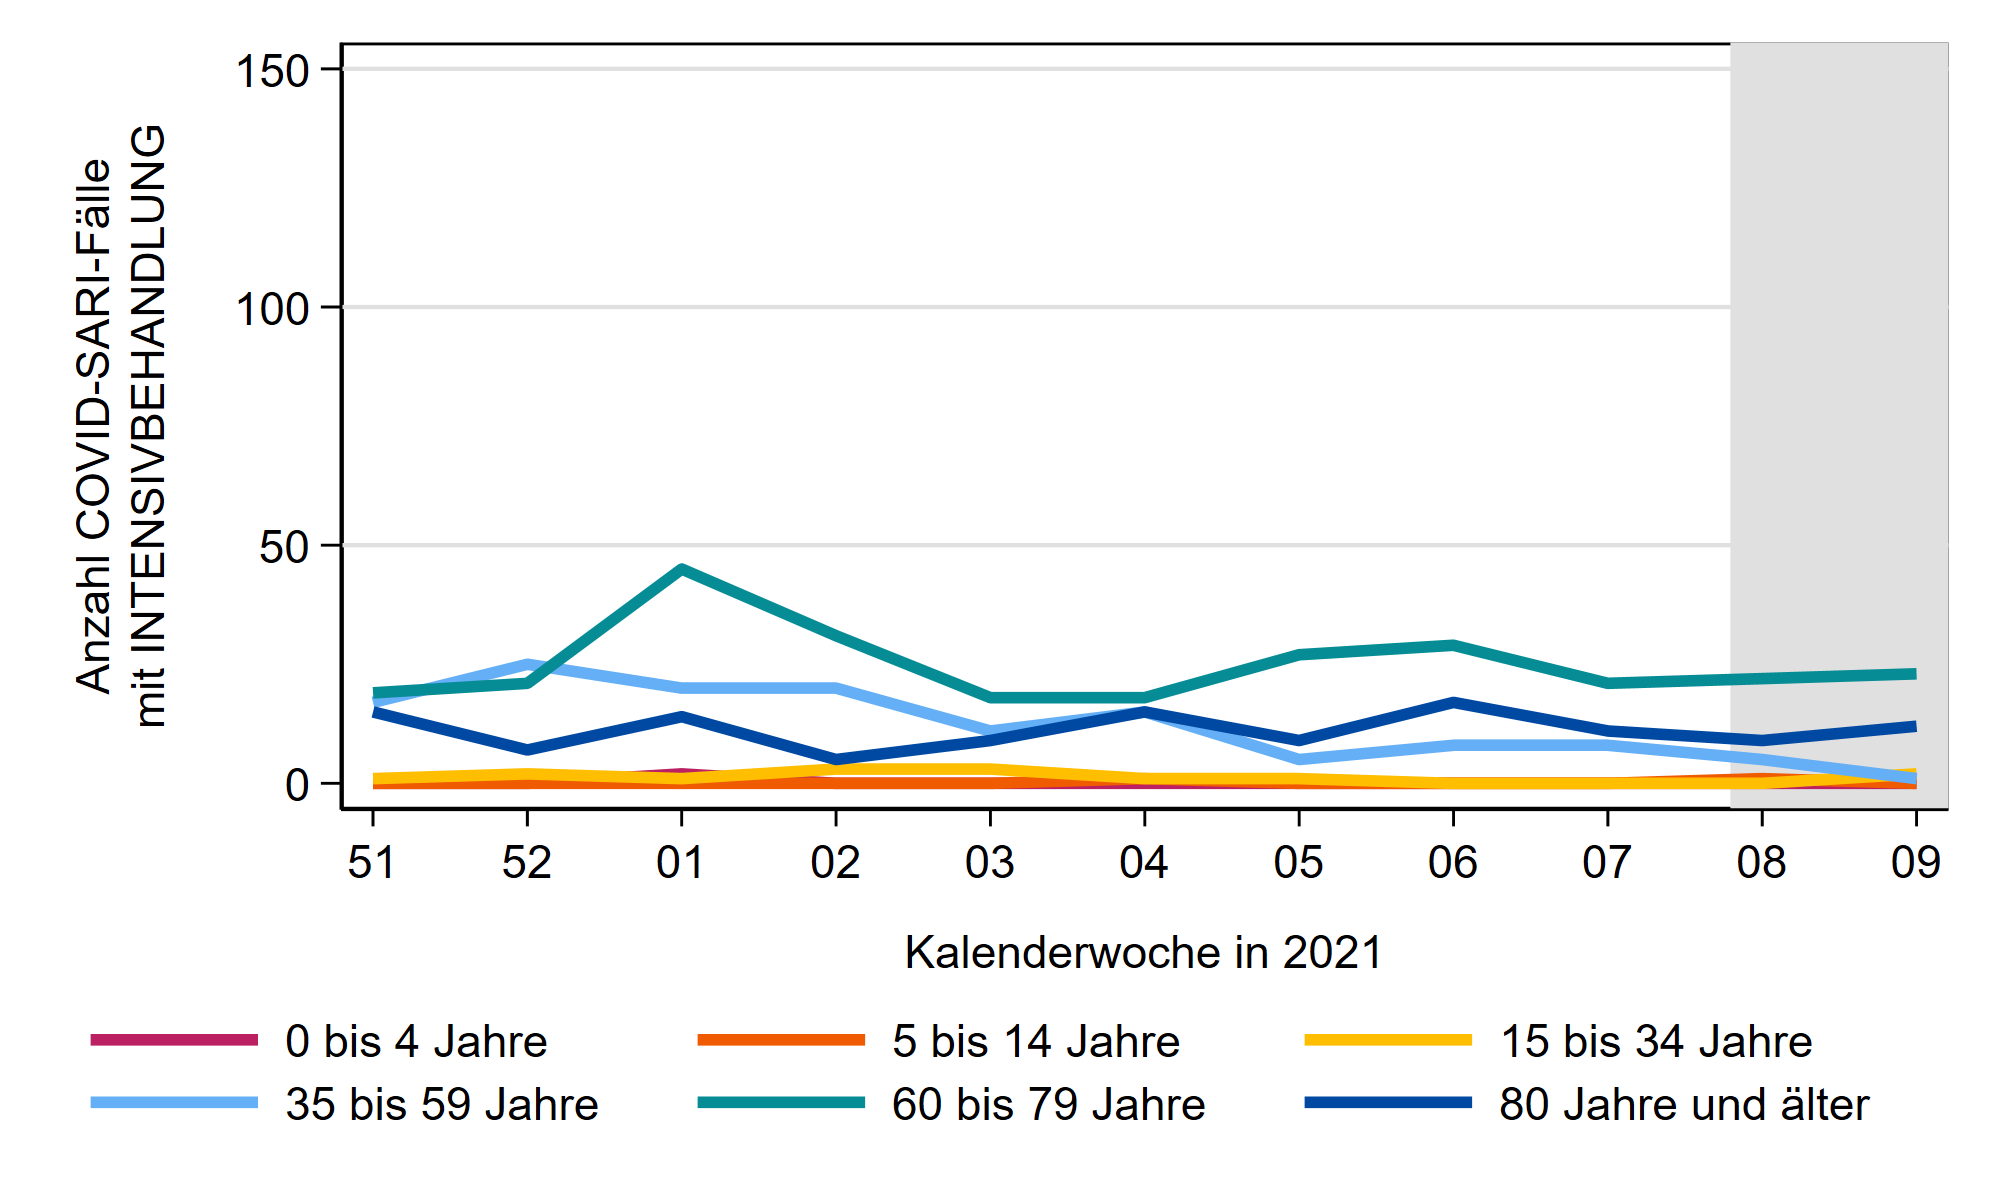 Anzahl COVID-SARI-Fälle
mit INTENSIVBEHANDLUNG
150
100
50
0
51 52 01 02 03 04 05 06 07 08 09
Kalenderwoche in 2021
0 bis 4 Jahre 5 bis 14 Jahre 15 bis 34 Jahre
35 bis 59 Jahre 60 bis 79 Jahre 80 Jahre und älter